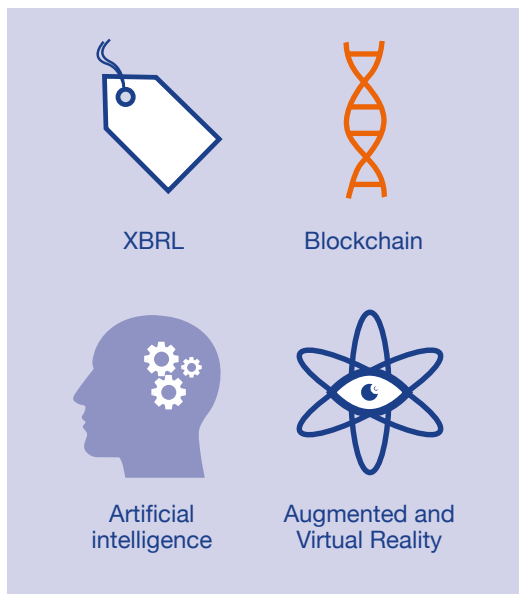 XBRL
Blockchain
Artificial
intelligence
Augmented and
Virtual Reality